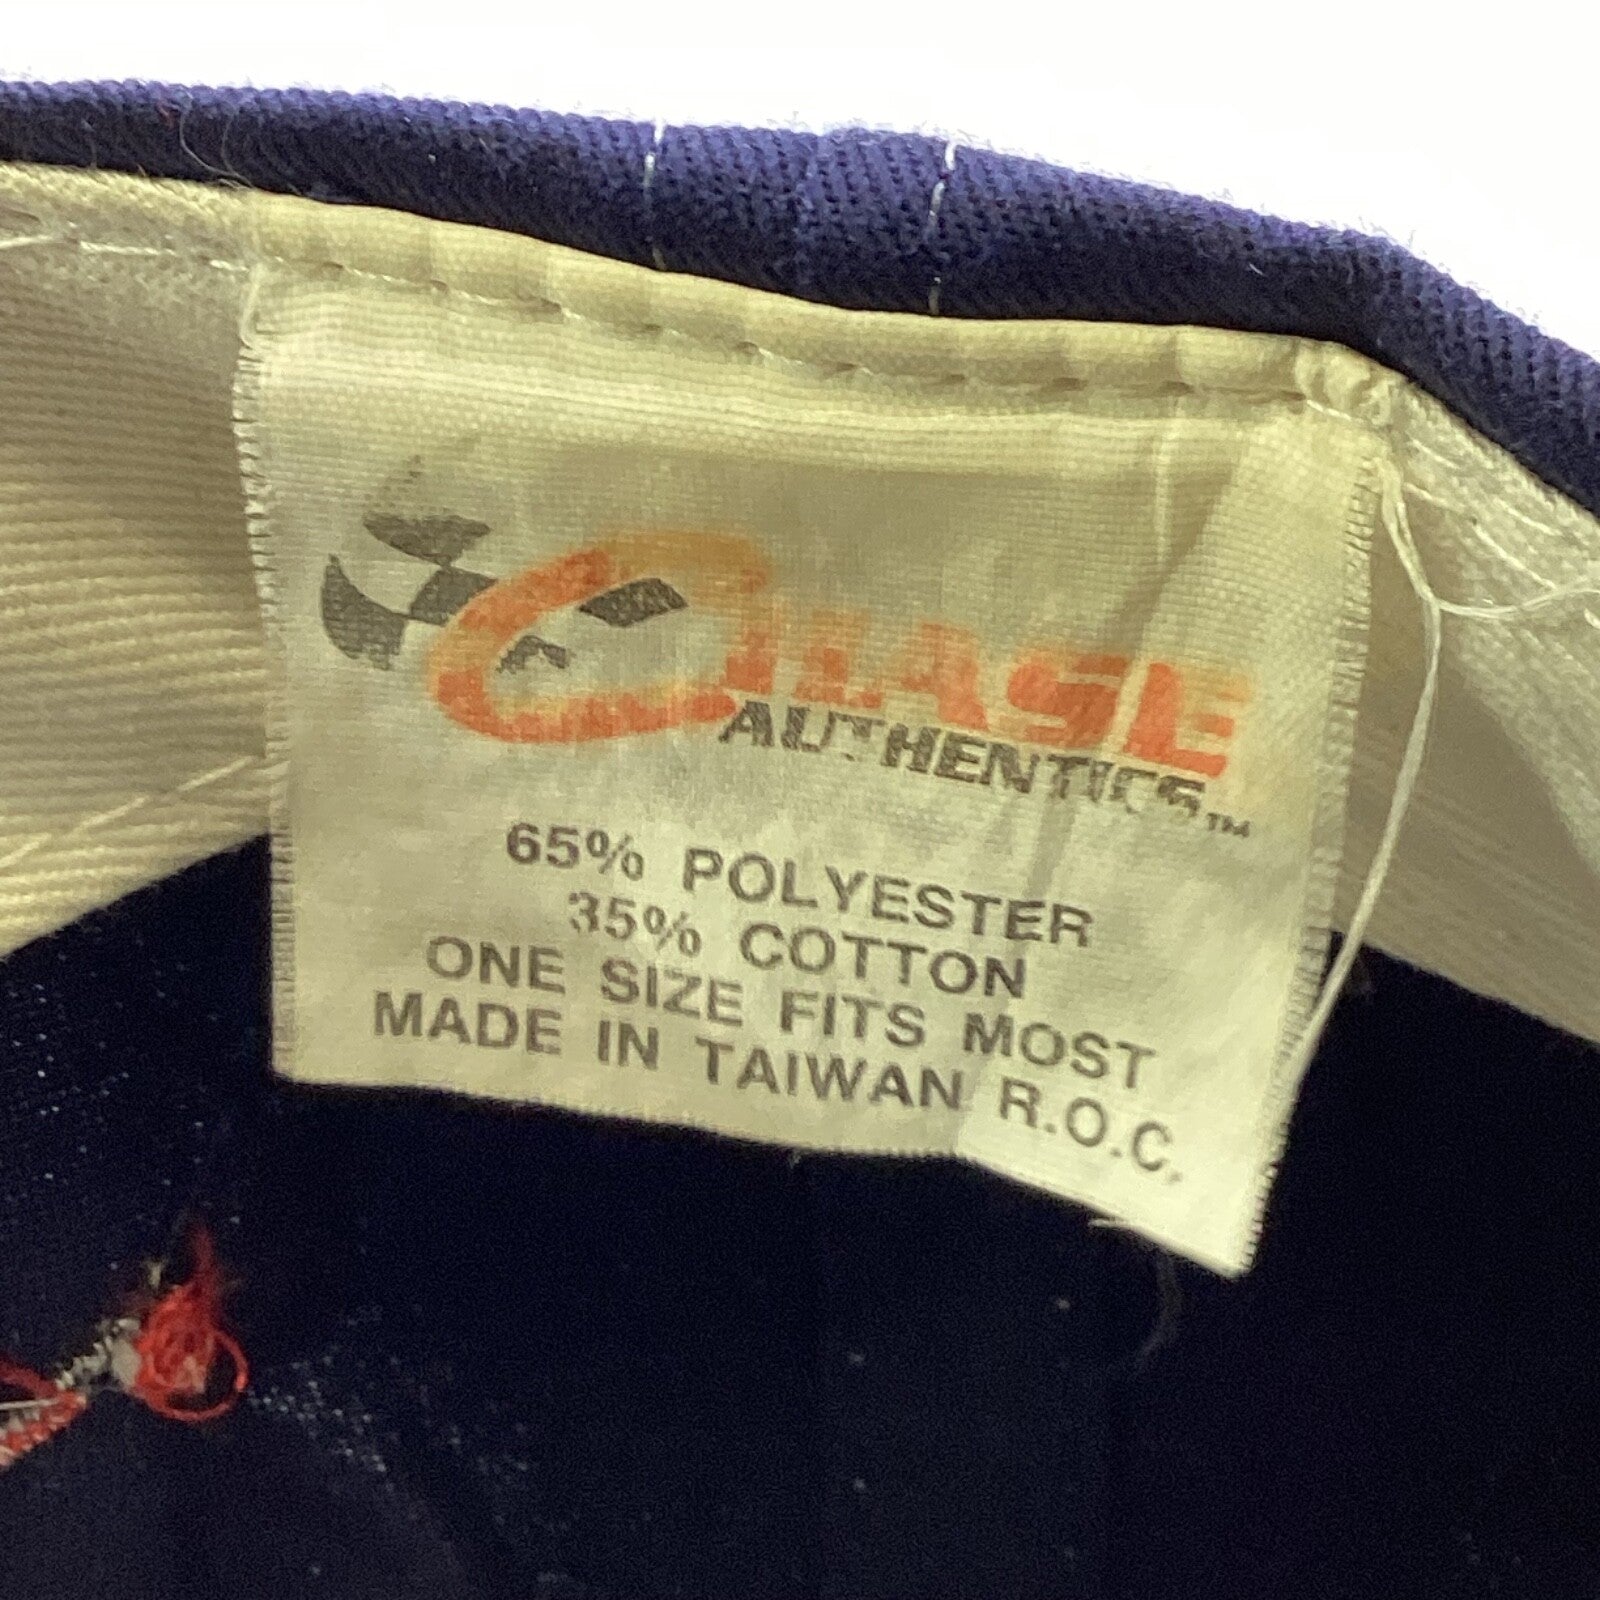 CHASE
AUTHENTICS™
65% POLYESTER
35% COTTON
ONE SIZE FITS MOST
MADE IN TAIWAN R.O.C.